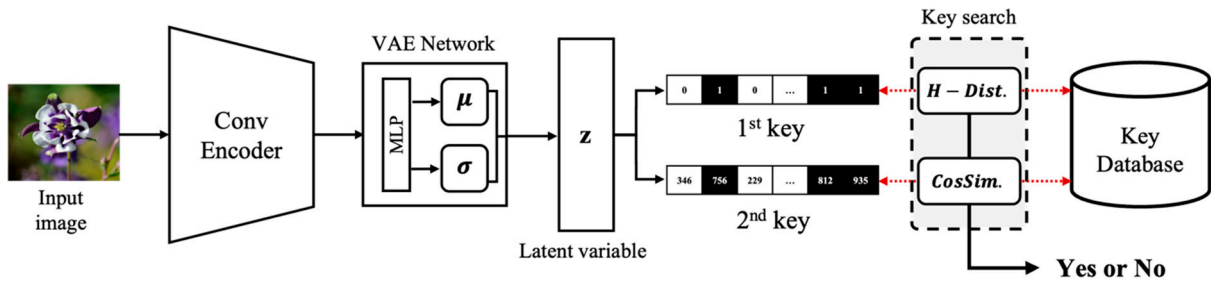 Input
image
Conv
Encoder
VAE Network
MLP
μ
σ
z
Latent variable
0 1 0 ... 1 1
1st key
346 756 229 ... 812 935
2nd key
Key search
H − Dist.
CosSim.
Key
Database
Yes or No